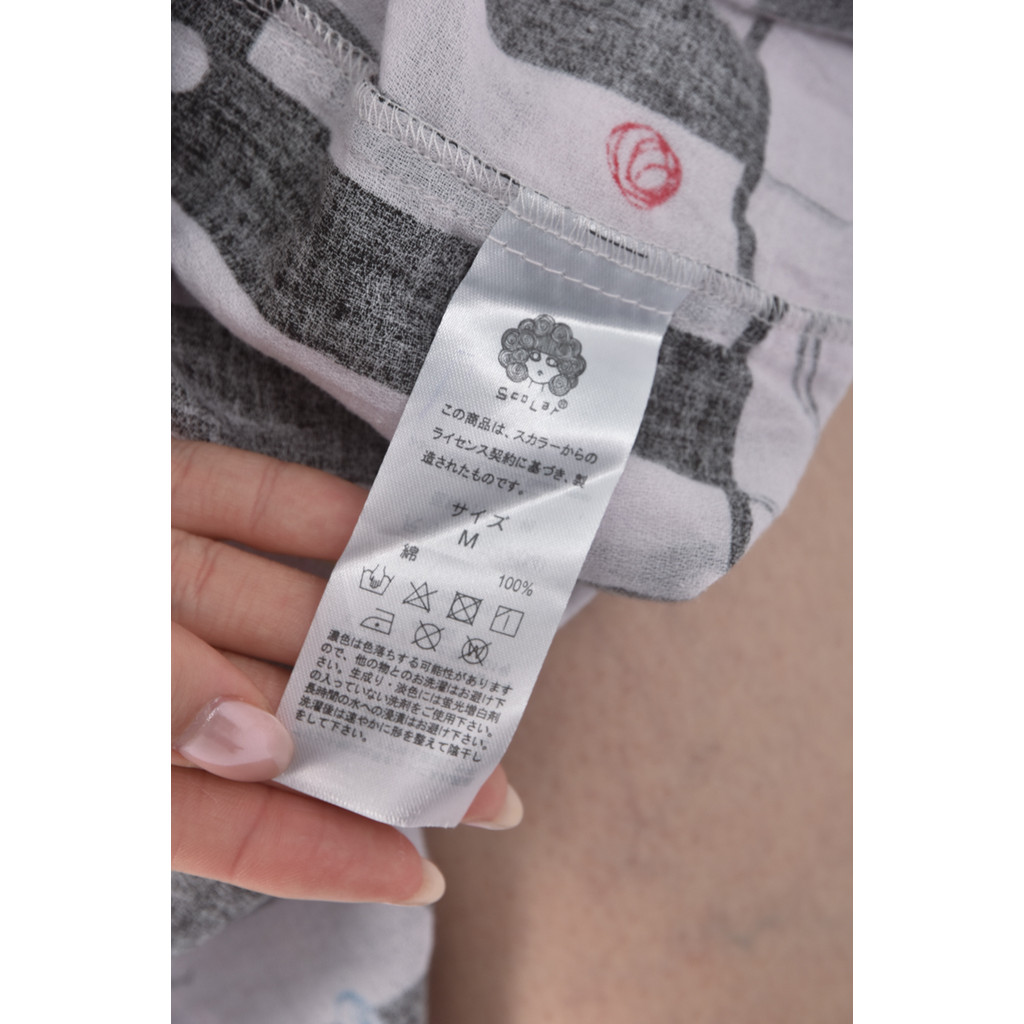 ScoLar®
この商品は、スカラーからの
ライセンス契約に基づき、製
造されたものです。
サイズ
M
綿 100%
濃色は色落ちする可能性があります
ので、他の物とのお洗濯はお避け下
さい。生成り・淡色には蛍光増白剤
の入っていない洗剤をご使用下さい。
長時間の水への浸漬はお避け下さい。
洗濯後は速やかに形を整えて陰干し
をして下さい。